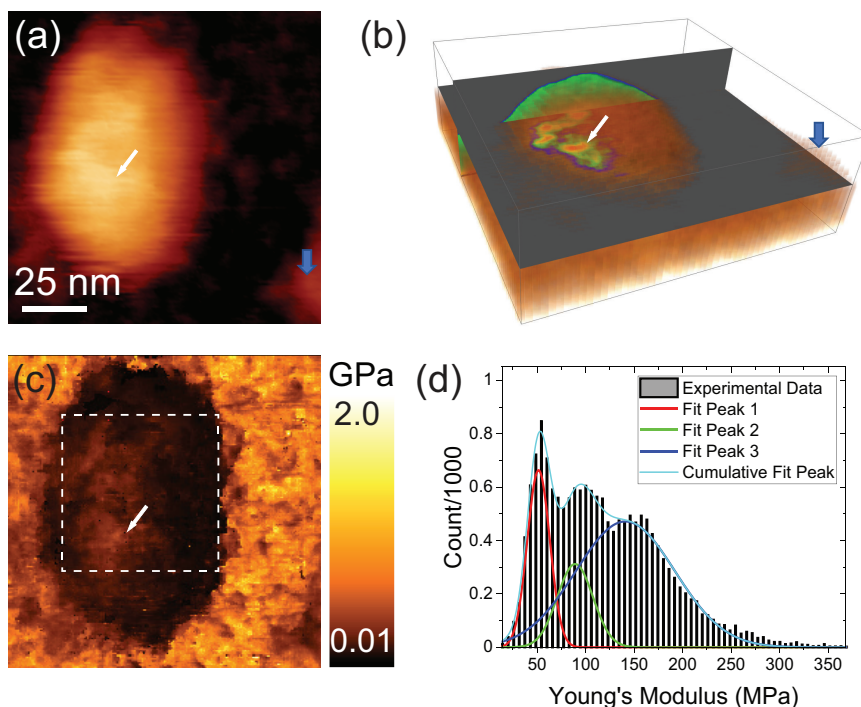 (a)
25 nm
(b)
(c)
GPa
2.0
0.01
(d)
1
0.8
0.6
0.4
0.2
0
Count/1000
Experimental Data
Fit Peak 1
Fit Peak 2
Fit Peak 3
Cumulative Fit Peak
50 100 150 200 250 300 350
Young's Modulus (MPa)